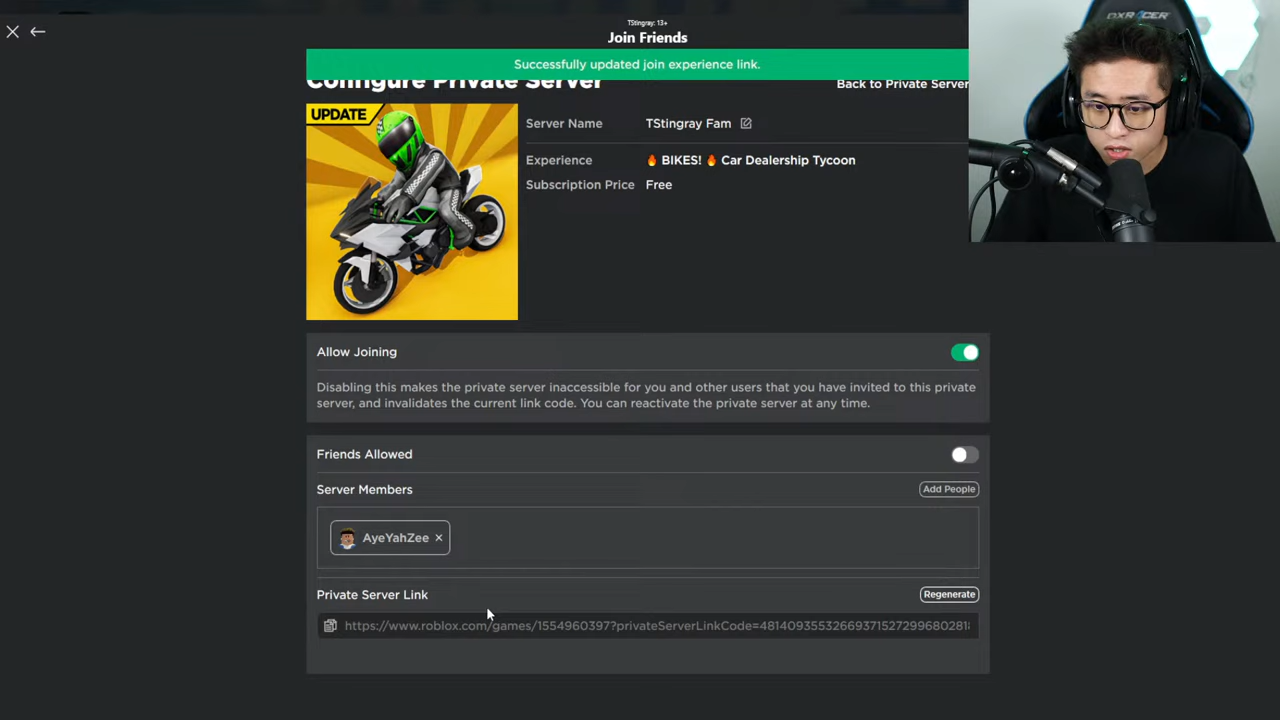 TStingray: 13+
Join Friends
Successfully updated join experience link.
Configure Private Server
Back to Private Server
UPDATE
Server Name
TStingray Fam
Experience
🔥 BIKES! 🔥 Car Dealership Tycoon
Subscription Price
Free
Allow Joining
Disabling this makes the private server inaccessible for you and other users that you have invited to this private
server, and invalidates the current link code. You can reactivate the private server at any time.
Friends Allowed
Server Members
Add People
AyeYahZee
Private Server Link
Regenerate
https://www.roblox.com/games/1554960397?privateServerLinkCode=48140935532669371527299680281
DXRACER